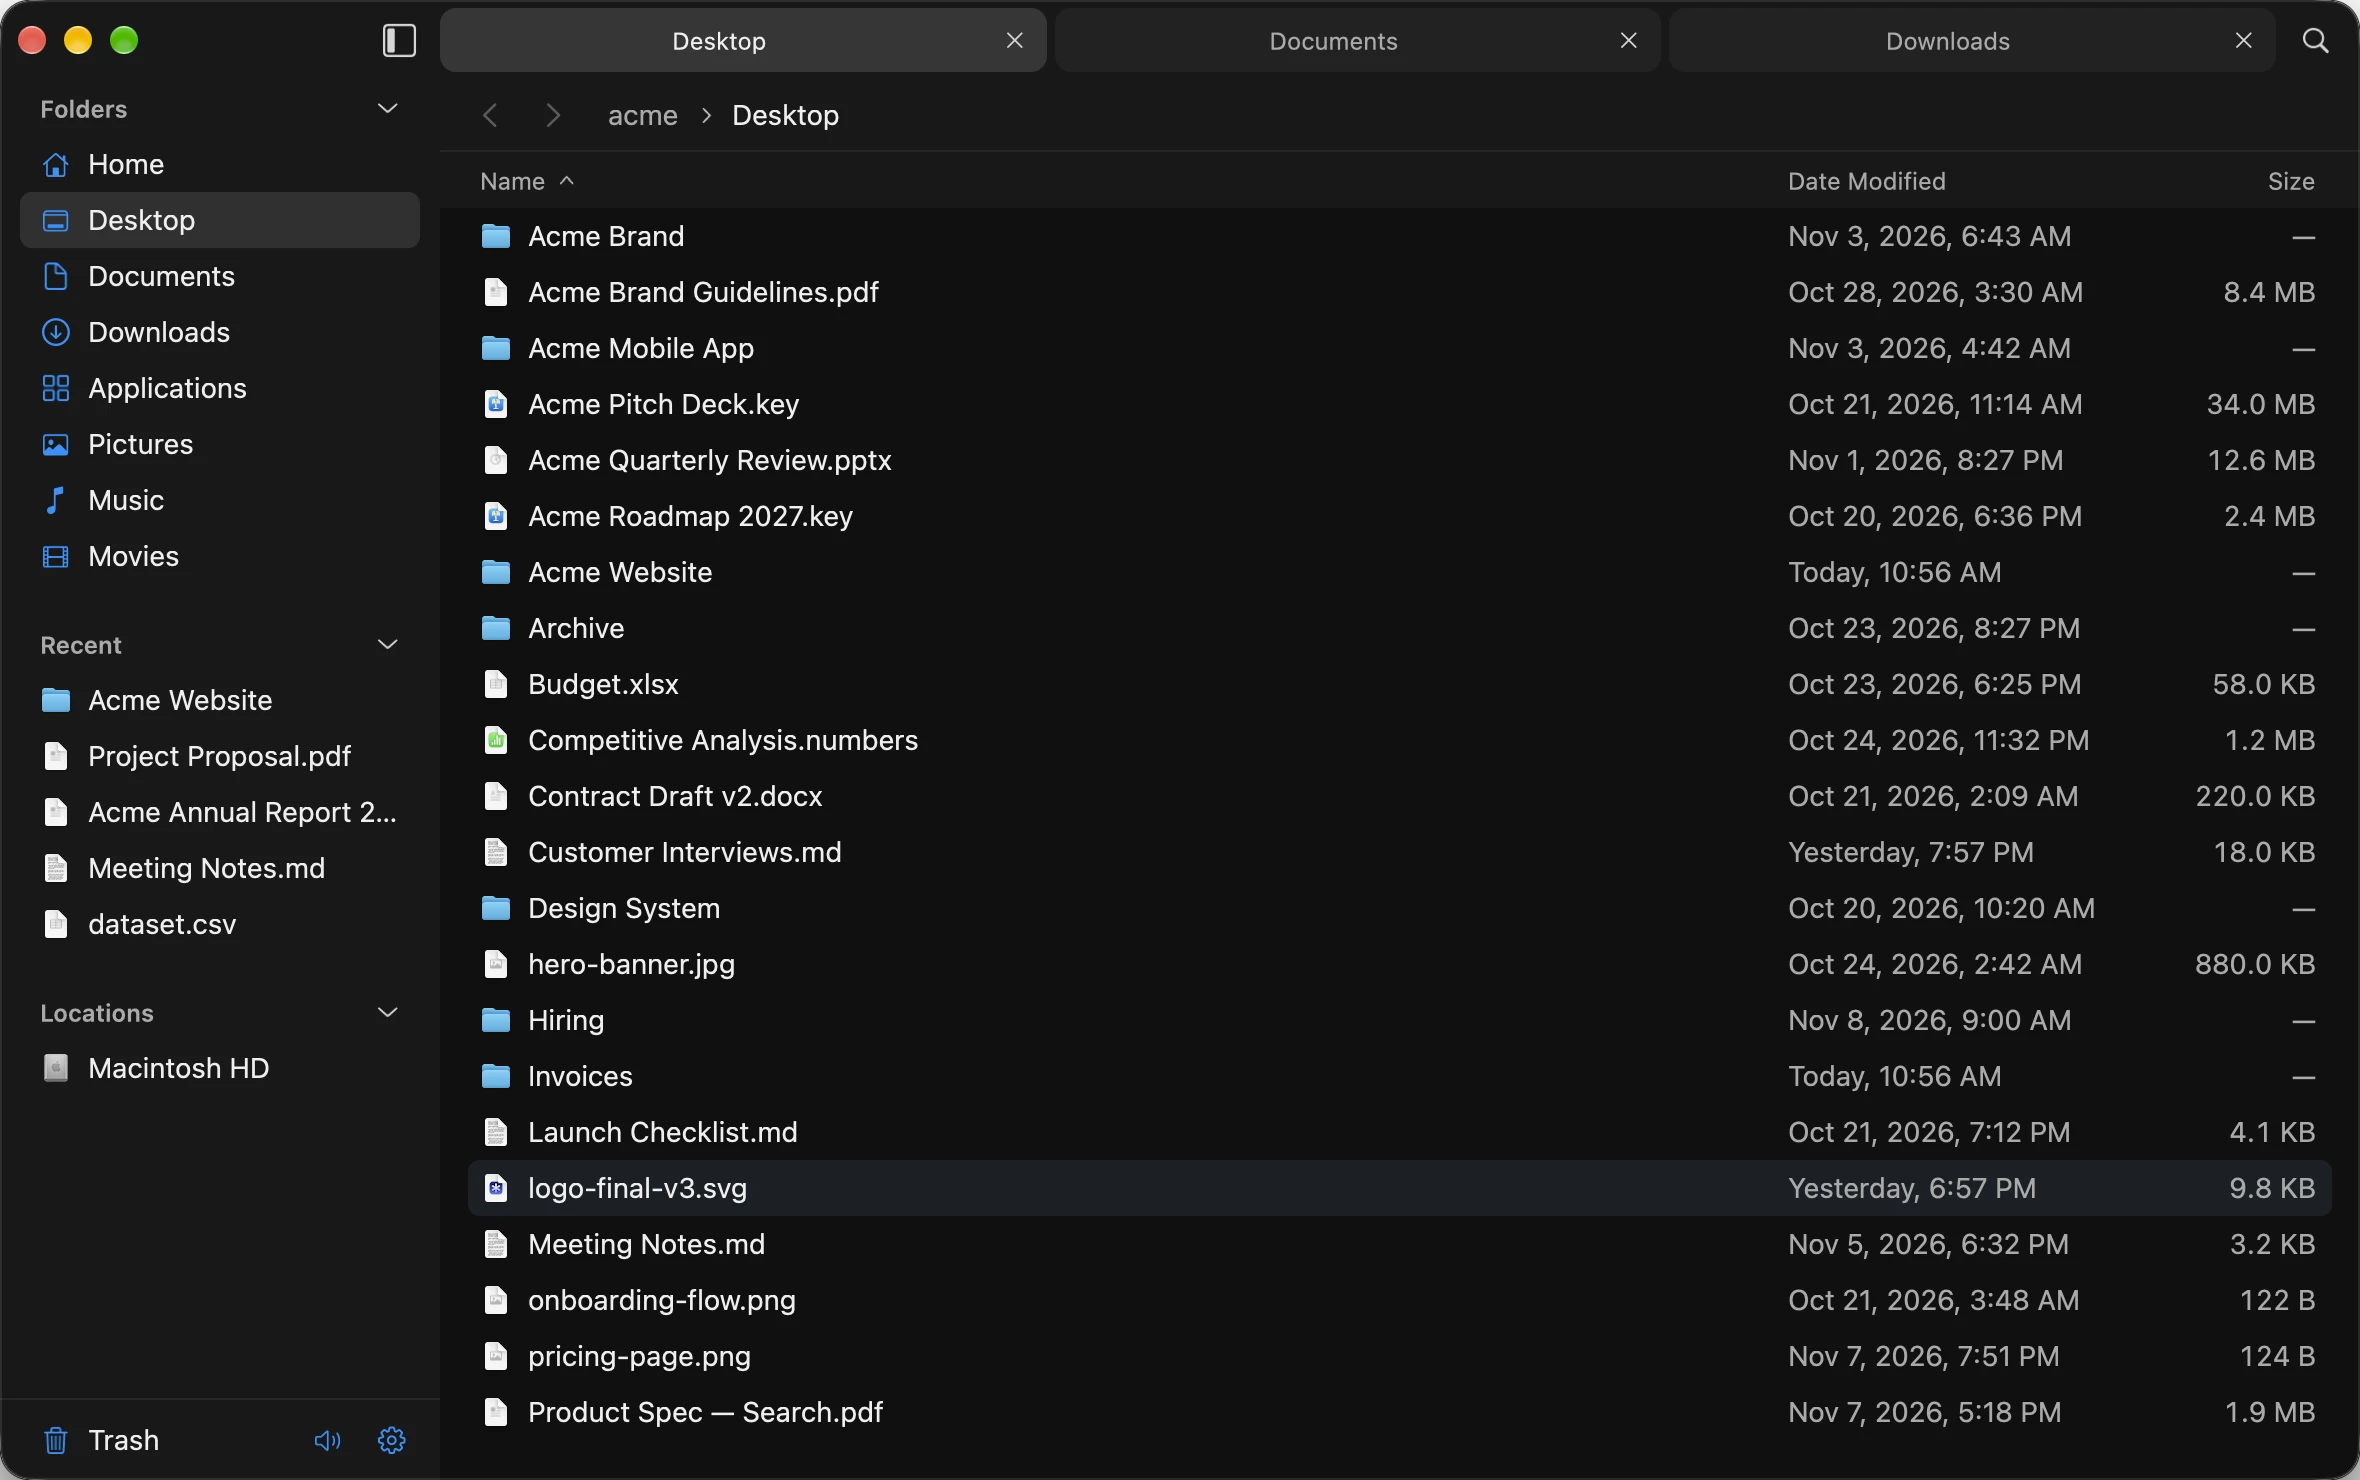 Desktop
Documents
Downloads
Folders
Home
Desktop
Documents
Downloads
Applications
Pictures
Music
Movies
Recent
Acme Website
Project Proposal.pdf
Acme Annual Report 2...
Meeting Notes.md
dataset.csv
Locations
Macintosh HD
Trash
acme > Desktop
Name Date Modified Size
Acme Brand Nov 3, 2026, 6:43 AM —
Acme Brand Guidelines.pdf Oct 28, 2026, 3:30 AM 8.4 MB
Acme Mobile App Nov 3, 2026, 4:42 AM —
Acme Pitch Deck.key Oct 21, 2026, 11:14 AM 34.0 MB
Acme Quarterly Review.pptx Nov 1, 2026, 8:27 PM 12.6 MB
Acme Roadmap 2027.key Oct 20, 2026, 6:36 PM 2.4 MB
Acme Website Today, 10:56 AM —
Archive Oct 23, 2026, 8:27 PM —
Budget.xlsx Oct 23, 2026, 6:25 PM 58.0 KB
Competitive Analysis.numbers Oct 24, 2026, 11:32 PM 1.2 MB
Contract Draft v2.docx Oct 21, 2026, 2:09 AM 220.0 KB
Customer Interviews.md Yesterday, 7:57 PM 18.0 KB
Design System Oct 20, 2026, 10:20 AM —
hero-banner.jpg Oct 24, 2026, 2:42 AM 880.0 KB
Hiring Nov 8, 2026, 9:00 AM —
Invoices Today, 10:56 AM —
Launch Checklist.md Oct 21, 2026, 7:12 PM 4.1 KB
logo-final-v3.svg Yesterday, 6:57 PM 9.8 KB
Meeting Notes.md Nov 5, 2026, 6:32 PM 3.2 KB
onboarding-flow.png Oct 21, 2026, 3:48 AM 122 B
pricing-page.png Nov 7, 2026, 7:51 PM 124 B
Product Spec — Search.pdf Nov 7, 2026, 5:18 PM 1.9 MB